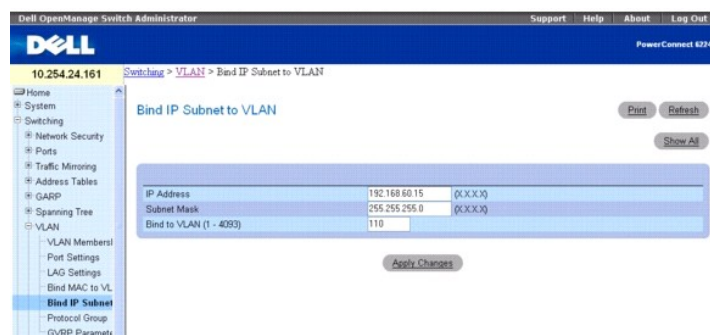 Dell OpenManage Switch Administrator Support Help About Log Out
DELL
PowerConnect 6224
10.254.24.161
Switching > VLAN > Bind IP Subnet to VLAN
Home
System
Switching
Network Security
Ports
Traffic Mirroring
Address Tables
GARP
Spanning Tree
VLAN
VLAN Membersl
Port Settings
LAG Settings
Bind MAC to VL
Bind IP Subnet
Protocol Group
GVRP Paramete
Bind IP Subnet to VLAN
Print Refresh
Show All
IP Address 192.168.60.15 (X.X.X.X)
Subnet Mask 255.255.255.0 (X.X.X.X)
Bind to VLAN (1 - 4093) 110
Apply Changes